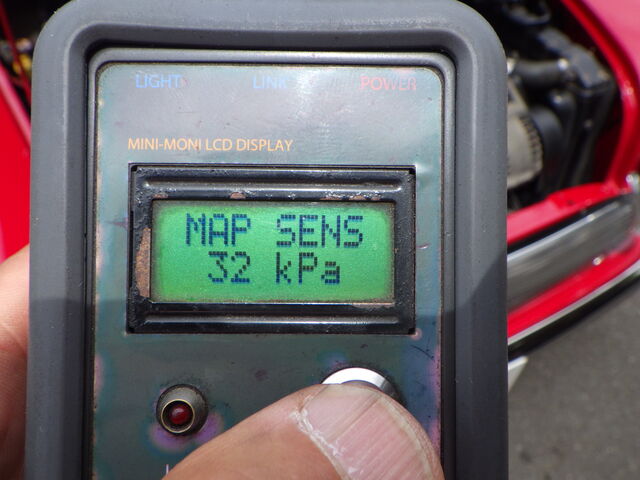 LIGHT LINK POWER
MINI-MONI LCD DISPLAY
MAP SENS
32 kPa